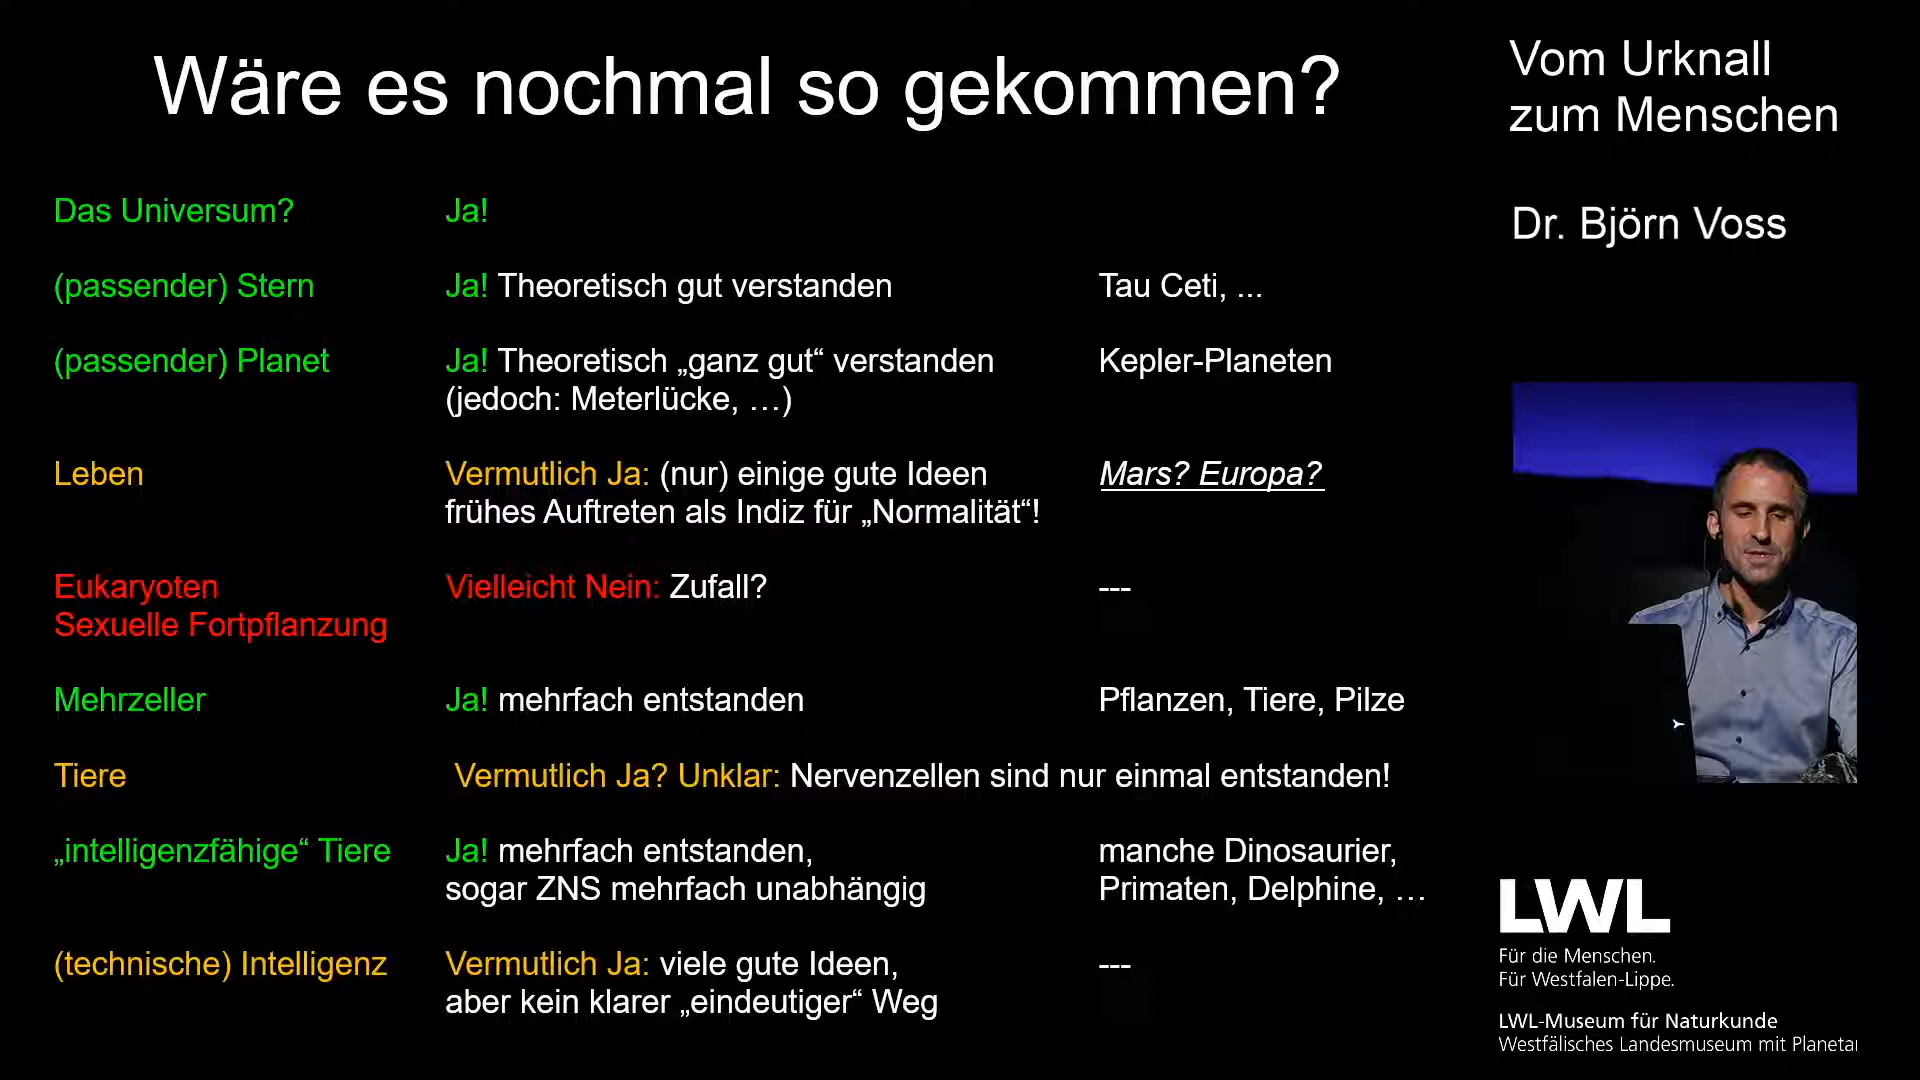 Wäre es nochmal so gekommen?
Vom Urknall
zum Menschen
Dr. Björn Voss
Das Universum? Ja!
(passender) Stern Ja! Theoretisch gut verstanden Tau Ceti, ...
(passender) Planet Ja! Theoretisch „ganz gut“ verstanden Kepler-Planeten
(jedoch: Meterlücke, …)
Leben Vermutlich Ja: (nur) einige gute Ideen Mars? Europa?
frühes Auftreten als Indiz für „Normalität“!
Eukaryoten Vielleicht Nein: Zufall? ---
Sexuelle Fortpflanzung
Mehrzeller Ja! mehrfach entstanden Pflanzen, Tiere, Pilze
Tiere Vermutlich Ja? Unklar: Nervenzellen sind nur einmal entstanden!
„intelligenzfähige“ Tiere Ja! mehrfach entstanden, manche Dinosaurier,
sogar ZNS mehrfach unabhängig Primaten, Delphine, …
(technische) Intelligenz Vermutlich Ja: viele gute Ideen, ---
aber kein klarer „eindeutiger“ Weg
LWL
Für die Menschen.
Für Westfalen-Lippe.
LWL-Museum für Naturkunde
Westfälisches Landesmuseum mit Planeta